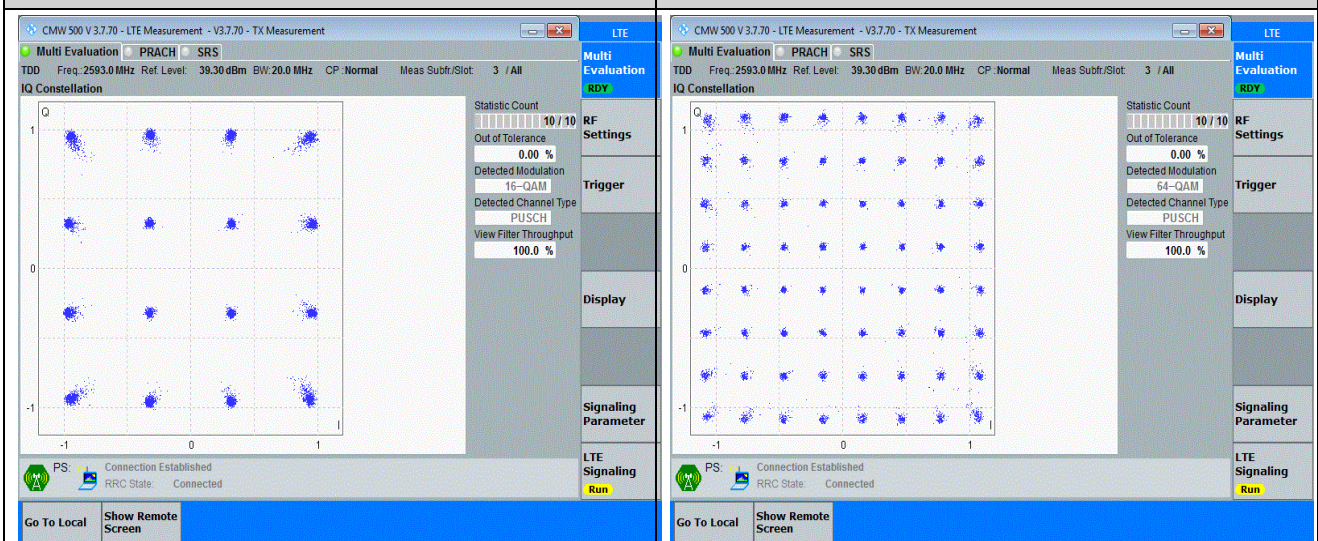 CMW 500 V 3.7.70 - LTE Measurement - V3.7.70 - TX Measurement
LTE
Multi Evaluation PRACH SRS
TDD Freq.: 2593.0 MHz Ref. Level: 39.30 dBm BW: 20.0 MHz CP : Normal Meas Subfr./Slot: 3 / All
IQ Constellation
Q
1
0
-1
-1 0 1
I
Statistic Count
10 / 10
Out of Tolerance
0.00 %
Detected Modulation
16-QAM
Detected Channel Type
PUSCH
View Filter Throughput
100.0 %
Multi
Evaluation
RDY
RF
Settings
Trigger
Display
Signaling
Parameter
LTE
Signaling
Run
PS: Connection Established
RRC State: Connected
Go To Local
Show Remote
Screen
CMW 500 V 3.7.70 - LTE Measurement - V3.7.70 - TX Measurement
LTE
Multi Evaluation PRACH SRS
TDD Freq.: 2593.0 MHz Ref. Level: 39.30 dBm BW: 20.0 MHz CP : Normal Meas Subfr./Slot: 3 / All
IQ Constellation
Q
1
0
-1
-1 0 1
I
Statistic Count
10 / 10
Out of Tolerance
0.00 %
Detected Modulation
64-QAM
Detected Channel Type
PUSCH
View Filter Throughput
100.0 %
Multi
Evaluation
RDY
RF
Settings
Trigger
Display
Signaling
Parameter
LTE
Signaling
Run
PS: Connection Established
RRC State: Connected
Go To Local
Show Remote
Screen